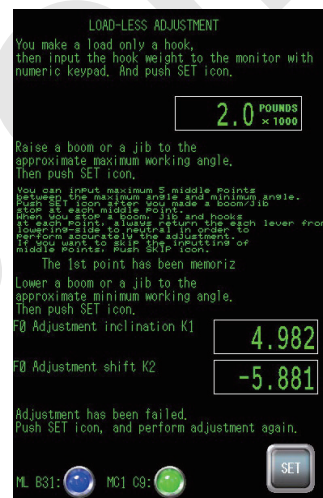 LOAD-LESS ADJUSTMENT
You make a load only a hook,
then input the hook weight to the monitor with
numeric keypad. And push SET icon.
2.0 POUNDS × 1000
Raise a boom or a jib to the
approximate maximum working angle.
Then push SET icon.
You can input maximum 5 middle Points
between the maximum angle and minimum angle.
Push SET icon after you made a boom/jib
stop at each middle Point.
When you stop a boom, jib and hooks
at each Point, always return the each lever from
lowering-side to neutral in order to
Perform accurately the adjustment.
If you want to skip the inputing of
middle Points, Push SKIP icon.
The 1st point has been memoriz
Lower a boom or a jib to the
approximate minimum working angle.
Then push SET icon.
F0 Adjustment inclination K1 4.982
F0 Adjustment shift K2 -5.881
Adjustment has been failed.
Push SET icon, and perform adjustment again.
ML B31: MC1 C9: SET